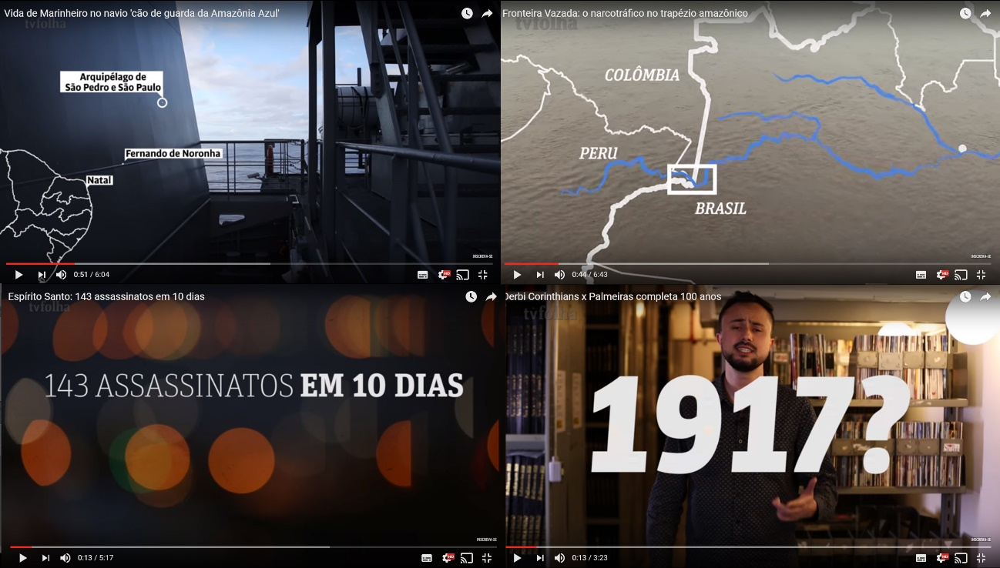 Vida de Marinheiro no navio 'cão de guarda da Amazônia Azul'
tvfolha
Arquipélago de
São Pedro e São Paulo
Fernando de Noronha
Natal
INSCREVA-SE
0:51 / 6:04
HD
Fronteira Vazada: o narcotráfico no trapézio amazônico
tvfolha
COLÔMBIA
PERU
BRASIL
INSCREVA-SE
0:44 / 6:43
HD
Espírito Santo: 143 assassinatos em 10 dias
tvfolha
143 ASSASSINATOS EM 10 DIAS
INSCREVA-SE
0:13 / 5:17
HD
Derbi Corinthians x Palmeiras completa 100 anos
tvfolha
1917?
INSCREVA-SE
0:13 / 3:23
HD